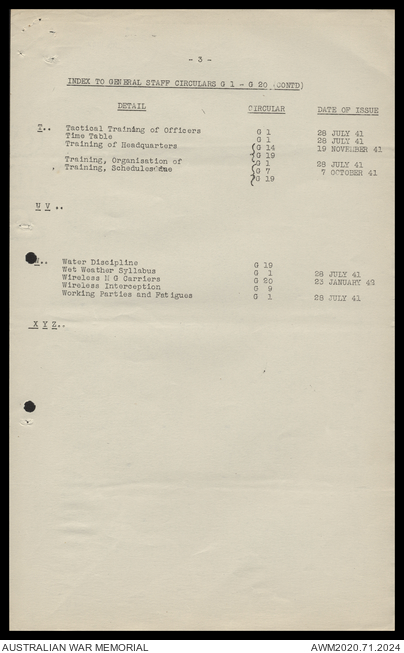 - 3 -
INDEX TO GENERAL STAFF CIRCULARS G 1 - G 20 (CONTD)
DETAIL CIRCULAR DATE OF ISSUE
T.. Tactical Training of Officers G 1 28 JULY 41
Time Table G 1 28 JULY 41
Training of Headquarters (G 14 19 NOVEMBER 41
(G 19
Training, Organisation of (G 1 28 JULY 41
Training, Schedules (G 7 7 OCTOBER 41
(G 19
U V ..
W.. Water Discipline G 19
Wet Weather Syllabus G 1 28 JULY 41
Wireless M G Carriers G 20 23 JANUARY 42
Wireless Interception G 9
Working Parties and Fatigues G 1 28 JULY 41
X Y Z..
AUSTRALIAN WAR MEMORIAL AWM2020.71.2024